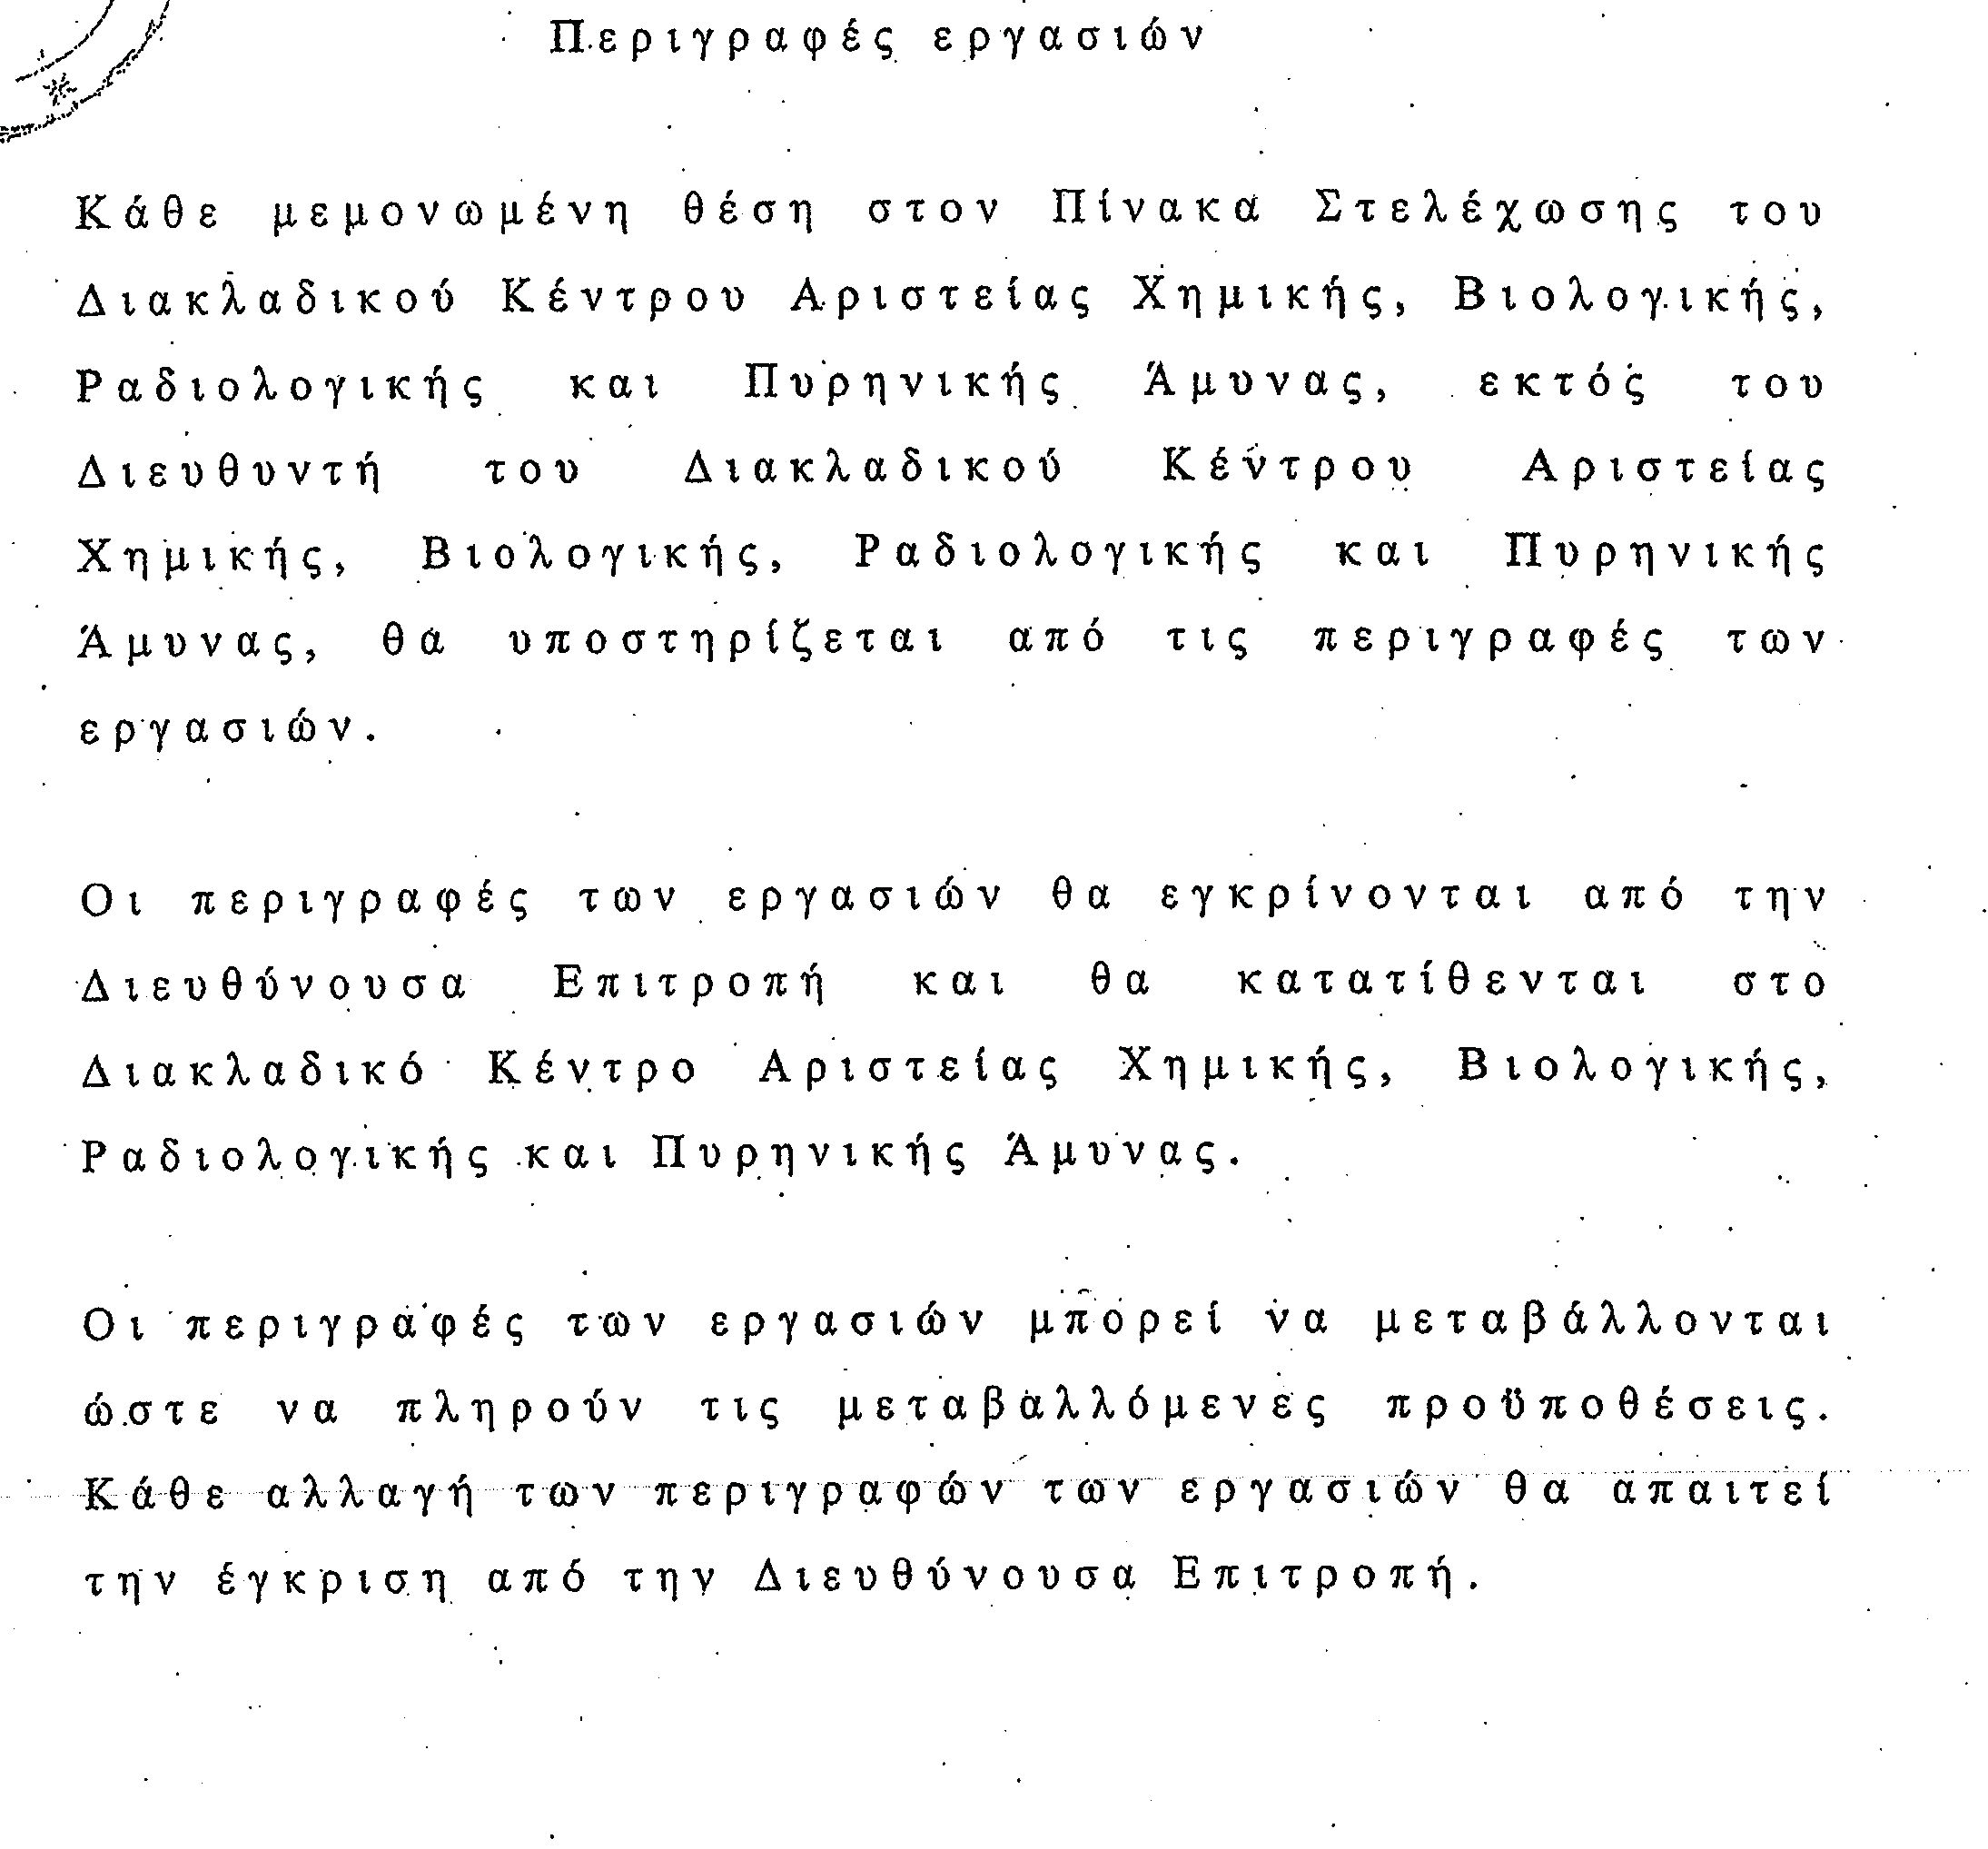 Περιγραφές εργασιών
Κάθε μεμονωμένη θέση στον Πίνακα Στελέχωσης του
Διακλαδικού Κέντρου Αριστείας Χημικής, Βιολογικής,
Ραδιολογικής και Πυρηνικής Άμυνας, εκτός του
Διευθυντή του Διακλαδικού Κέντρου Αριστείας
Χημικής, Βιολογικής, Ραδιολογικής και Πυρηνικής
Άμυνας, θα υποστηρίζεται από τις περιγραφές των
εργασιών.
Οι περιγραφές των εργασιών θα εγκρίνονται από την
Διευθύνουσα Επιτροπή και θα κατατίθενται στο
Διακλαδικό Κέντρο Αριστείας Χημικής, Βιολογικής,
Ραδιολογικής και Πυρηνικής Άμυνας.
Οι περιγραφές των εργασιών μπορεί να μεταβάλλονται
ώστε να πληρούν τις μεταβαλλόμενες προϋποθέσεις.
Κάθε αλλαγή των περιγραφών των εργασιών θα απαιτεί
την έγκριση από την Διευθύνουσα Επιτροπή.